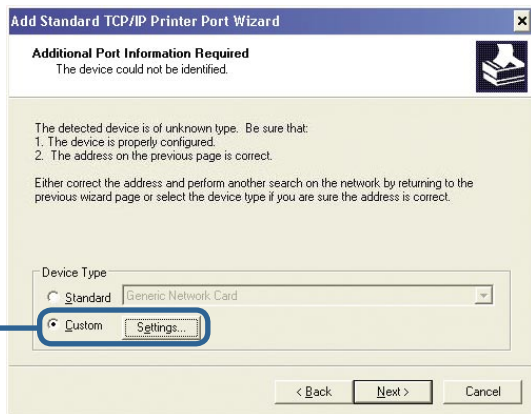 Add Standard TCP/IP Printer Port Wizard
Additional Port Information Required
The device could not be identified.
The detected device is of unknown type. Be sure that:
1. The device is properly configured.
2. The address on the previous page is correct.
Either correct the address and perform another search on the network by returning to the
previous wizard page or select the device type if you are sure the address is correct.
Device Type
Standard Generic Network Card
Custom Settings...
< Back Next > Cancel